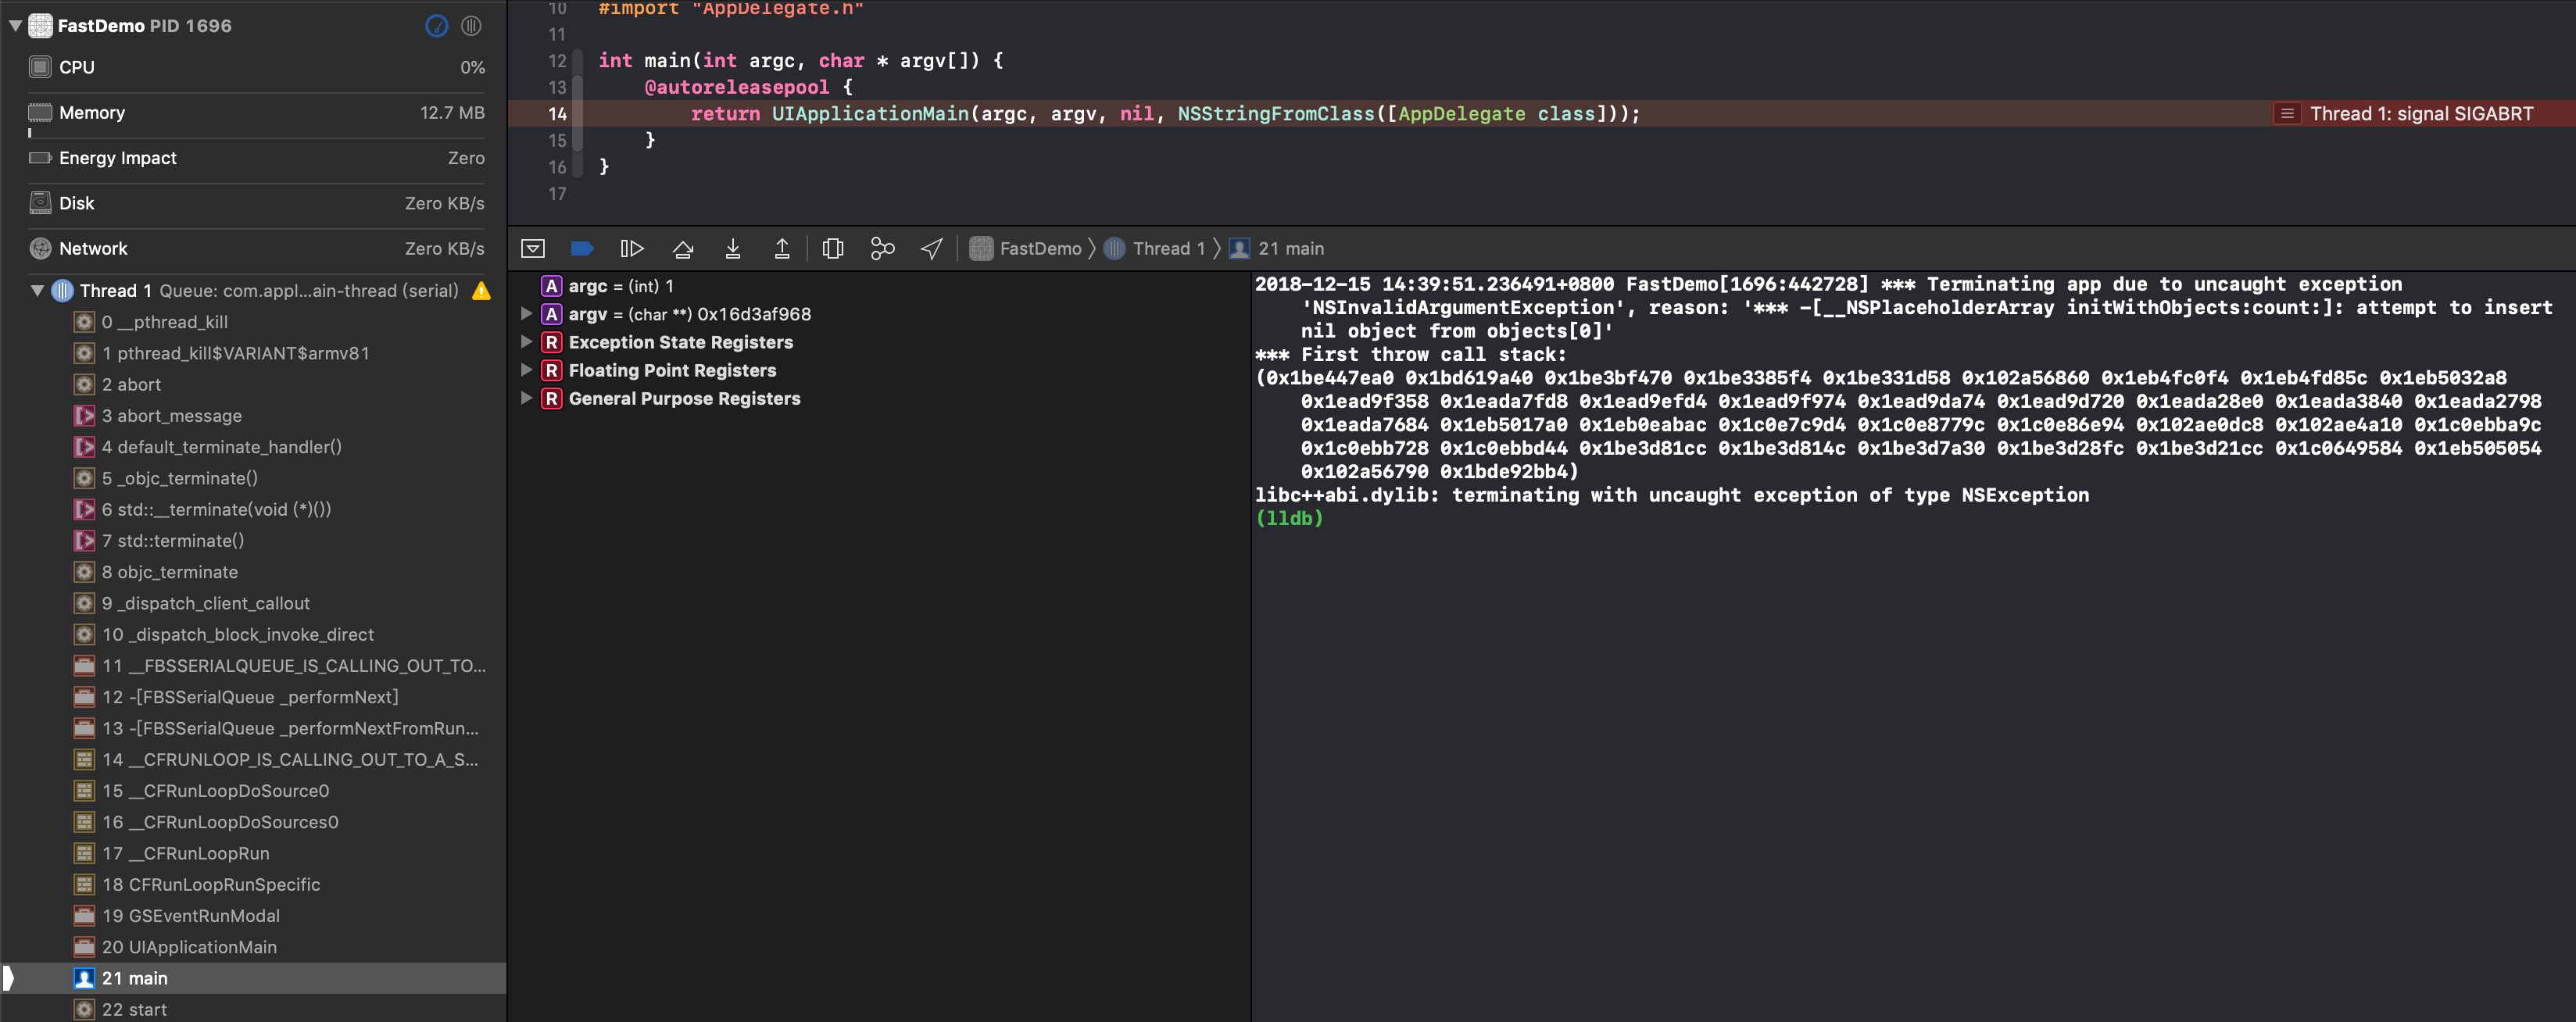 FastDemo PID 1696
CPU 0%
Memory 12.7 MB
Energy Impact Zero
Disk Zero KB/s
Network Zero KB/s
Thread 1 Queue: com.appl...ain-thread (serial)
0 __pthread_kill
1 pthread_kill$VARIANT$armv81
2 abort
3 abort_message
4 default_terminate_handler()
5 _objc_terminate()
6 std::__terminate(void (*)())
7 std::terminate()
8 objc_terminate
9 _dispatch_client_callout
10 _dispatch_block_invoke_direct
11 __FBSSERIALQUEUE_IS_CALLING_OUT_TO...
12 -[FBSSerialQueue _performNext]
13 -[FBSSerialQueue _performNextFromRun...
14 __CFRUNLOOP_IS_CALLING_OUT_TO_A_S...
15 __CFRunLoopDoSource0
16 __CFRunLoopDoSources0
17 __CFRunLoopRun
18 CFRunLoopRunSpecific
19 GSEventRunModal
20 UIApplicationMain
21 main
22 start
10 #import "AppDelegate.h"
11
12 int main(int argc, char * argv[]) {
13 @autoreleasepool {
14 return UIApplicationMain(argc, argv, nil, NSStringFromClass([AppDelegate class])); Thread 1: signal SIGABRT
15 }
16 }
17
FastDemo Thread 1 21 main
A argc = (int) 1
A argv = (char **) 0x16d3af968
R Exception State Registers
R Floating Point Registers
R General Purpose Registers
2018-12-15 14:39:51.236491+0800 FastDemo[1696:442728] *** Terminating app due to uncaught exception
'NSInvalidArgumentException', reason: '*** -[__NSPlaceholderArray initWithObjects:count:]: attempt to insert
nil object from objects[0]'
*** First throw call stack:
(0x1be447ea0 0x1bd619a40 0x1be3bf470 0x1be3385f4 0x1be331d58 0x102a56860 0x1eb4fc0f4 0x1eb4fd85c 0x1eb5032a8
0x1ead9f358 0x1eada7fd8 0x1ead9efd4 0x1ead9f974 0x1ead9da74 0x1ead9d720 0x1eada28e0 0x1eada3840 0x1eada2798
0x1eada7684 0x1eb5017a0 0x1eb0eabac 0x1c0e7c9d4 0x1c0e8779c 0x1c0e86e94 0x102ae0dc8 0x102ae4a10 0x1c0ebba9c
0x1c0ebb728 0x1c0ebbd44 0x1be3d81cc 0x1be3d814c 0x1be3d7a30 0x1be3d28fc 0x1be3d21cc 0x1c0649584 0x1eb505054
0x102a56790 0x1bde92bb4)
libc++abi.dylib: terminating with uncaught exception of type NSException
(lldb)